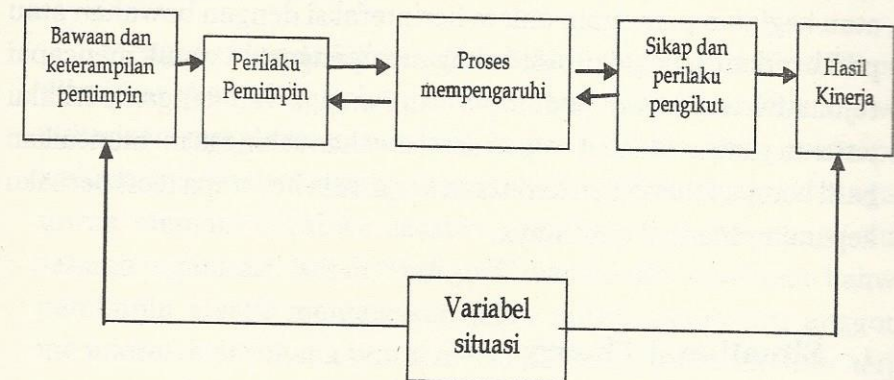 Bawaan dan
keterampilan
pemimpin
Perilaku
Pemimpin
Proses
mempengaruhi
Sikap dan
perilaku
pengikut
Hasil
Kinerja
Variabel
situasi